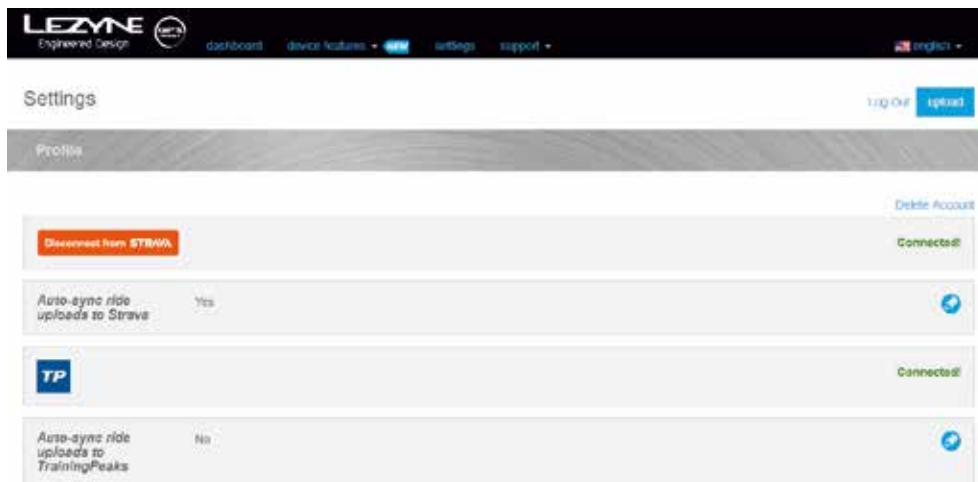 LEZYNE
Engineered Design
dashboard device features NEW settings support english
Settings
Log Out upload
Profile
Delete Account
Disconnect from STRAVA Connected!
Auto-sync ride Yes
uploads to Strava
TP Connected!
Auto-sync ride No
uploads to
TrainingPeaks